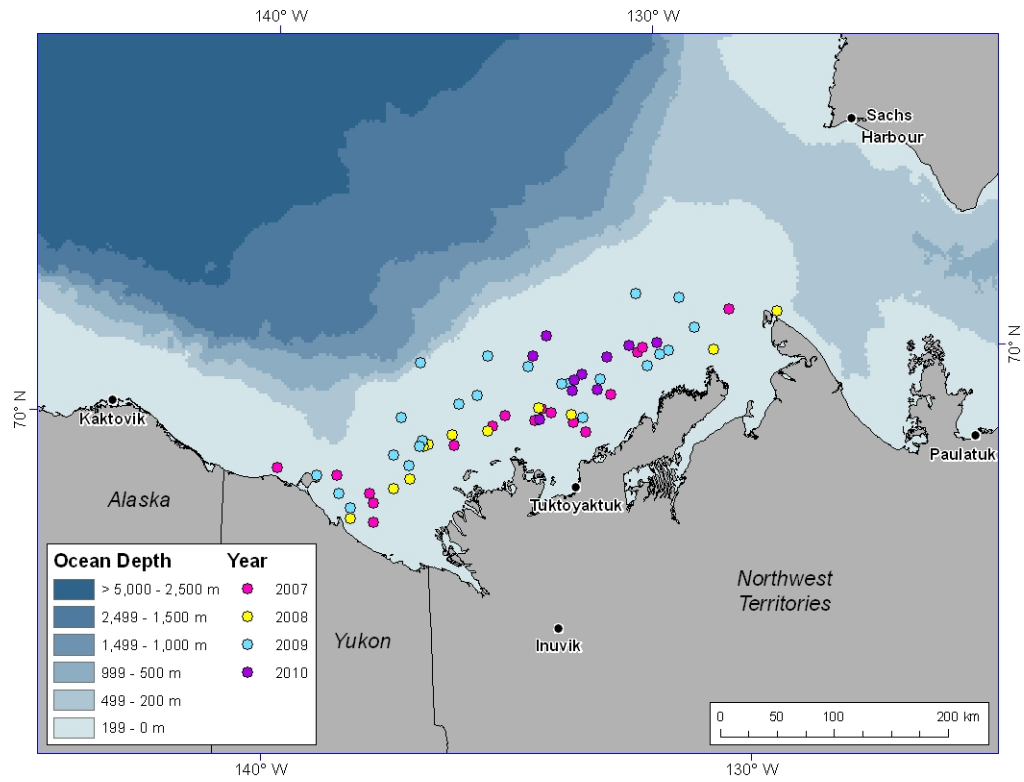 140° W
130° W
Sachs
Harbour
70° N
70° N
Kaktovik
Paulatuk
Alaska
Tuktoyaktuk
Ocean Depth
Year
> 5,000 - 2,500 m
2007
2,499 - 1,500 m
2008
1,499 - 1,000 m
2009
999 - 500 m
2010
499 - 200 m
199 - 0 m
Yukon
Northwest
Territories
Inuvik
0 50 100 200 km
140° W
130° W